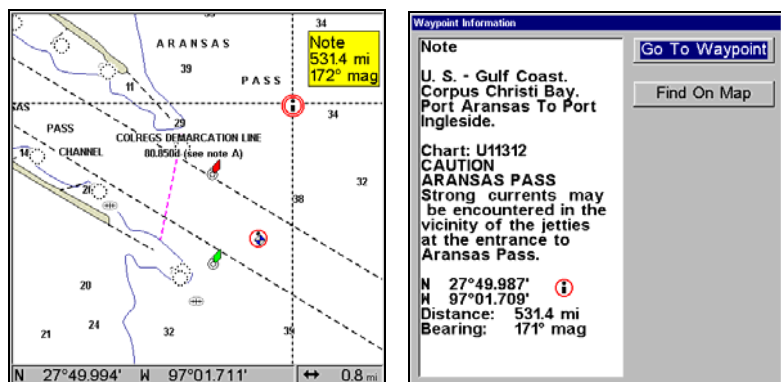 35
34
ARANSAS
39
PASS
Note
531.4 mi
172° mag
11
34
29
PASS
COLREGS DEMARCATION LINE
80.850d (see note A)
CHANNEL
14
21
32
38
20
21
24
32
39
N 27°49.994' W 97°01.711' ↔ 0.8 mi
Waypoint Information
Note
U. S. - Gulf Coast.
Corpus Christi Bay.
Port Aransas To Port
Ingleside.
Chart: U11312
CAUTION
ARANSAS PASS
Strong currents may
be encountered in the
vicinity of the jetties
at the entrance to
Aransas Pass.
N 27°49.987'
W 97°01.709'
Distance: 531.4 mi
Bearing: 171° mag
Go To Waypoint
Find On Map